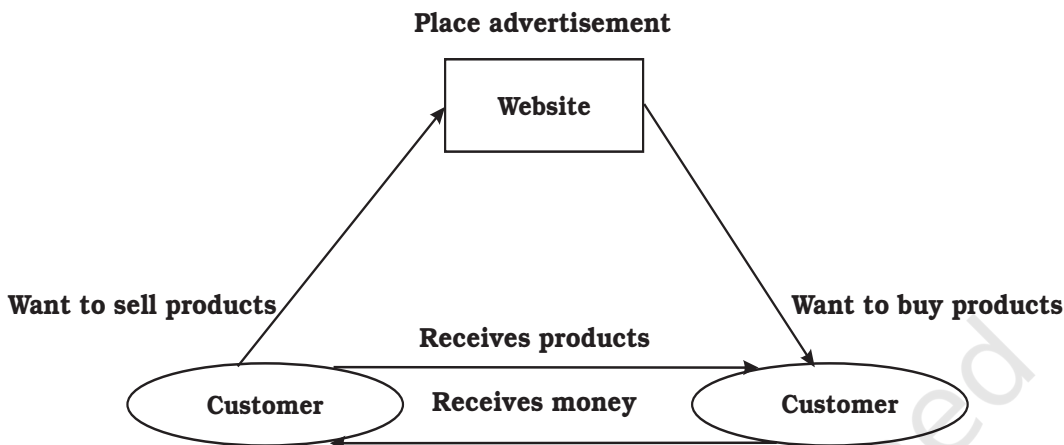 Place advertisement
Website
Want to sell products
Want to buy products
Receives products
Customer
Receives money
Customer